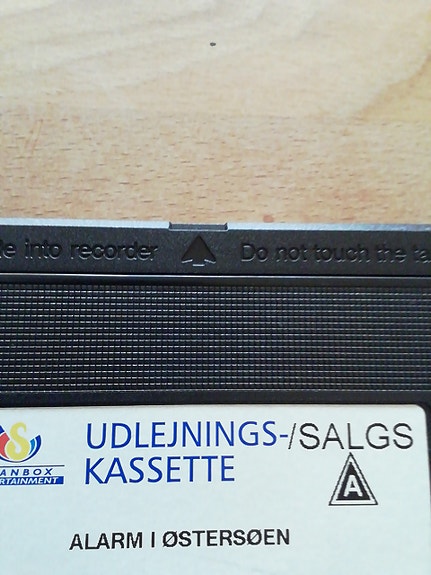 into recorder Do not touch the
UDLEJNINGS-/SALGS
KASSETTE
A
ALARM I ØSTERSØEN